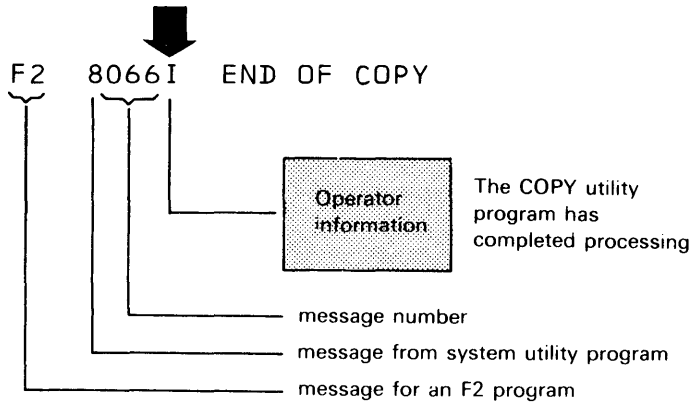 F2 8066I END OF COPY
Operator
information
The COPY utility
program has
completed processing
message number
message from system utility program
message for an F2 program